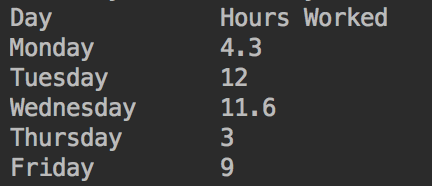 Day Hours Worked
Monday 4.3
Tuesday 12
Wednesday 11.6
Thursday 3
Friday 9